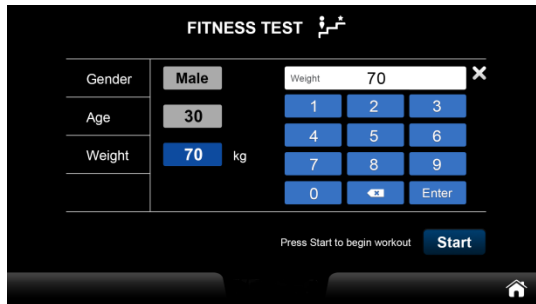 FITNESS TEST
Gender Male
Weight 70
Age 30
1 2 3
4 5 6
Weight 70 kg
7 8 9
0 Enter
Press Start to begin workout Start